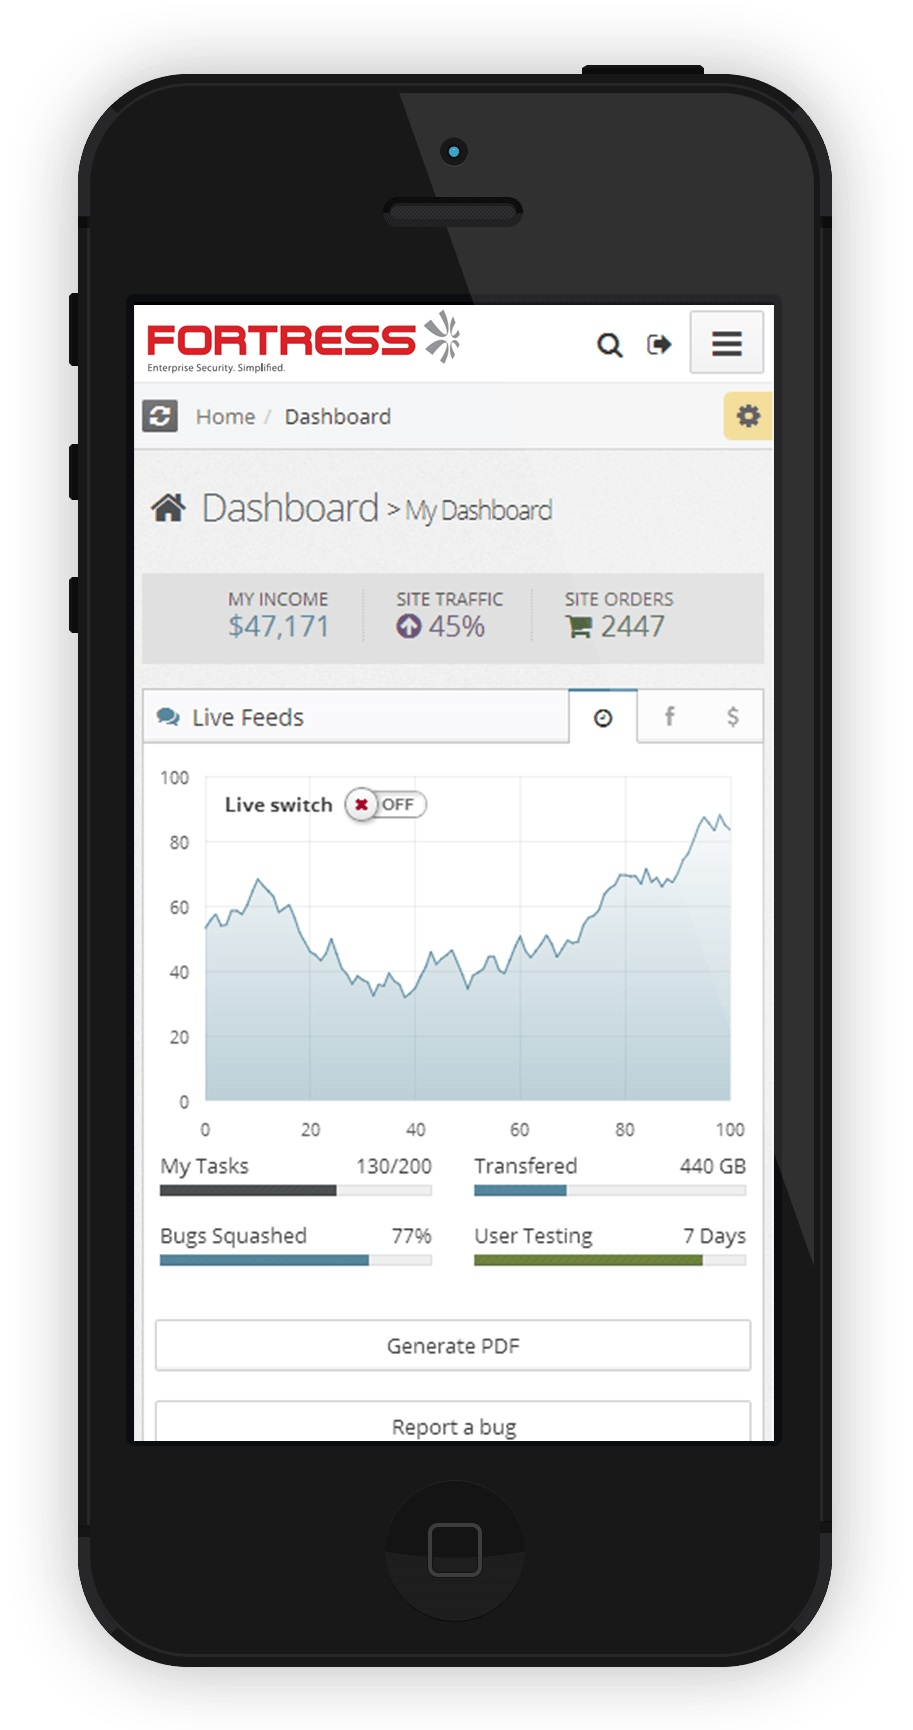 FORTRESS
Enterprise Security. Simplified.
Home / Dashboard
Dashboard > My Dashboard
MY INCOME SITE TRAFFIC SITE ORDERS
$47,171 45% 2447
Live Feeds f $
100
Live switch OFF
80
60
40
20
0
0 20 40 60 80 100
My Tasks 130/200 Transfered 440 GB
Bugs Squashed 77% User Testing 7 Days
Generate PDF
Report a bug